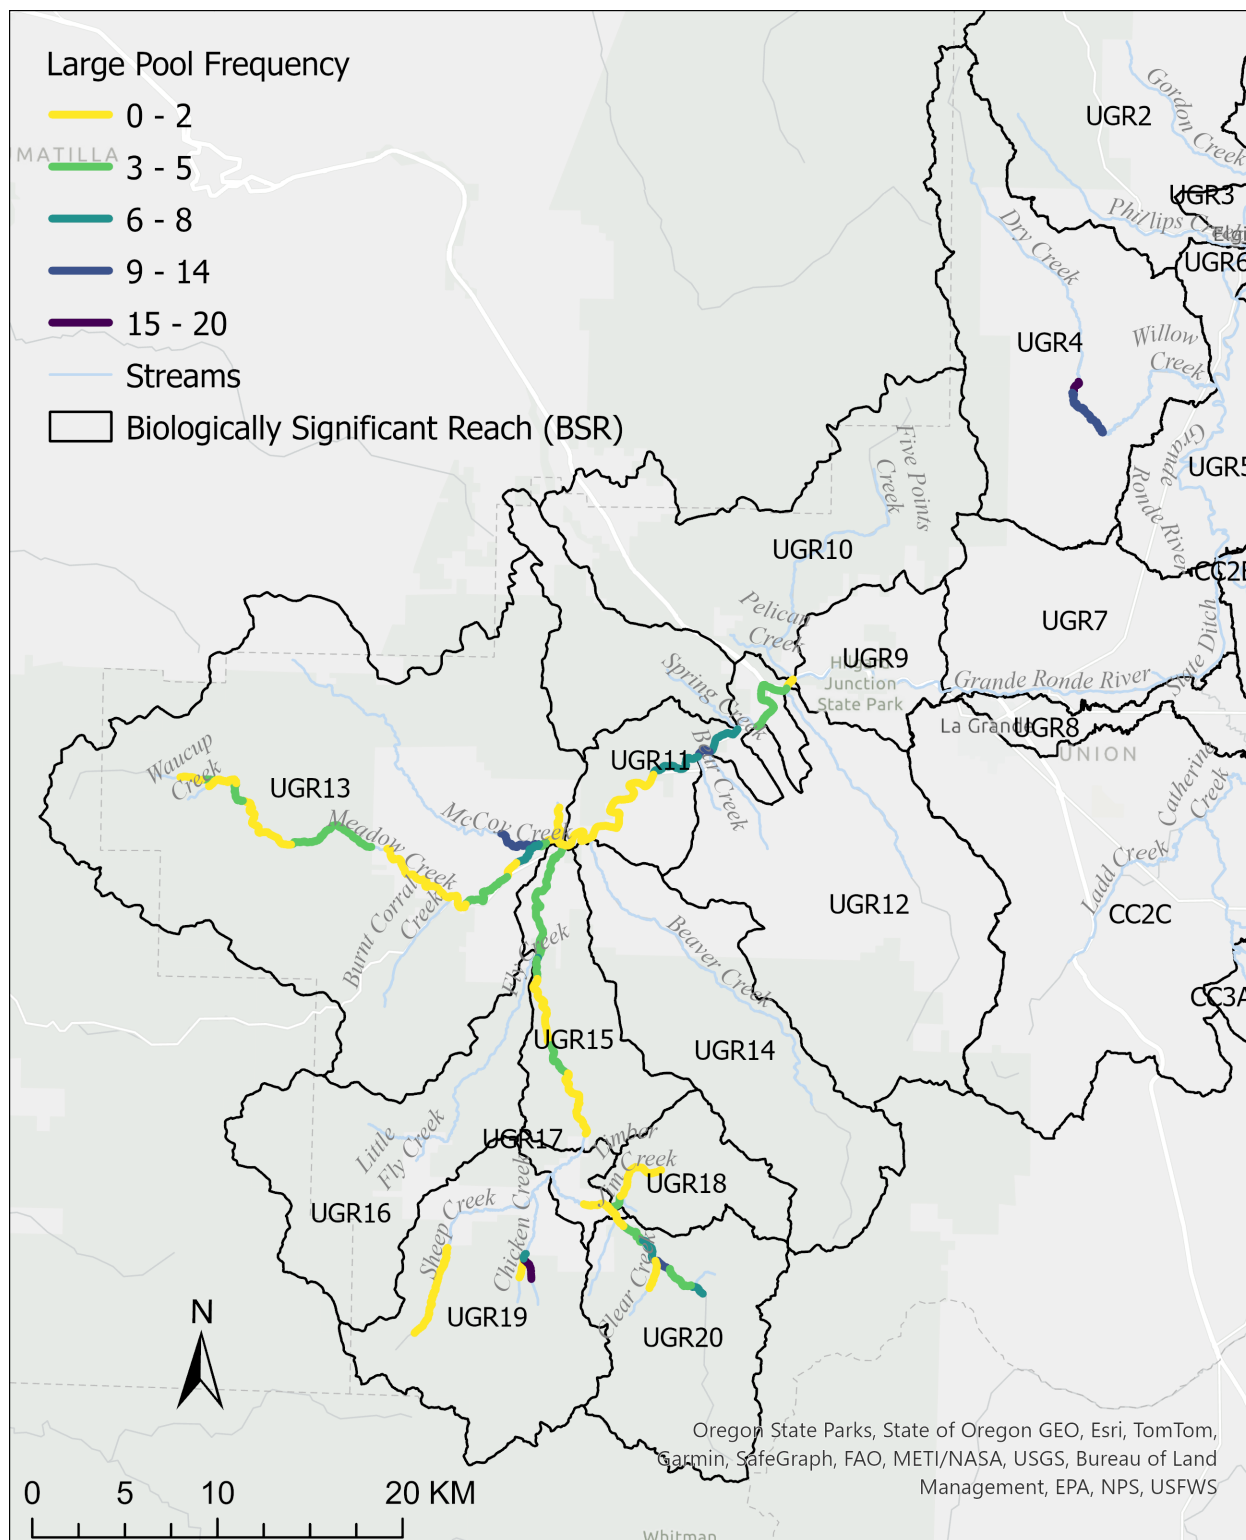 Large Pool Frequency
0 - 2
3 - 5
6 - 8
9 - 14
15 - 20
Streams
Biologically Significant Reach (BSR)
MATILLA
UGR2
Gordon Creek
UGR3
Phillips Creek
UGR6
Dry Creek
UGR4
Willow
Creek
UGR5
Grande
Ronde River
Five Points
Creek
UGR10
CC2B
UGR7
Pelican
Creek
UGR9
Hilgard
Junction
State Park
Grande Ronde River
State Ditch
Spring Creek
La Grande
UGR8
UNION
UGR11
Bear Creek
Catherine
Creek
Waucup
Creek
UGR13
Meadow Creek
McCoy Creek
Ladd Creek
Burnt Corral
Creek
UGR12
CC2C
Beaver Creek
Fly Creek
CC3A
UGR15
UGR14
Little
Fly Creek
UGR17
Limber
Jim Creek
UGR18
UGR16
Sheep Creek
Chicken Creek
UGR19
Clear Creek
UGR20
N
Oregon State Parks, State of Oregon GEO, Esri, TomTom,
Garmin, SafeGraph, FAO, METI/NASA, USGS, Bureau of Land
Management, EPA, NPS, USFWS
0 5 10 20 KM
Whitman